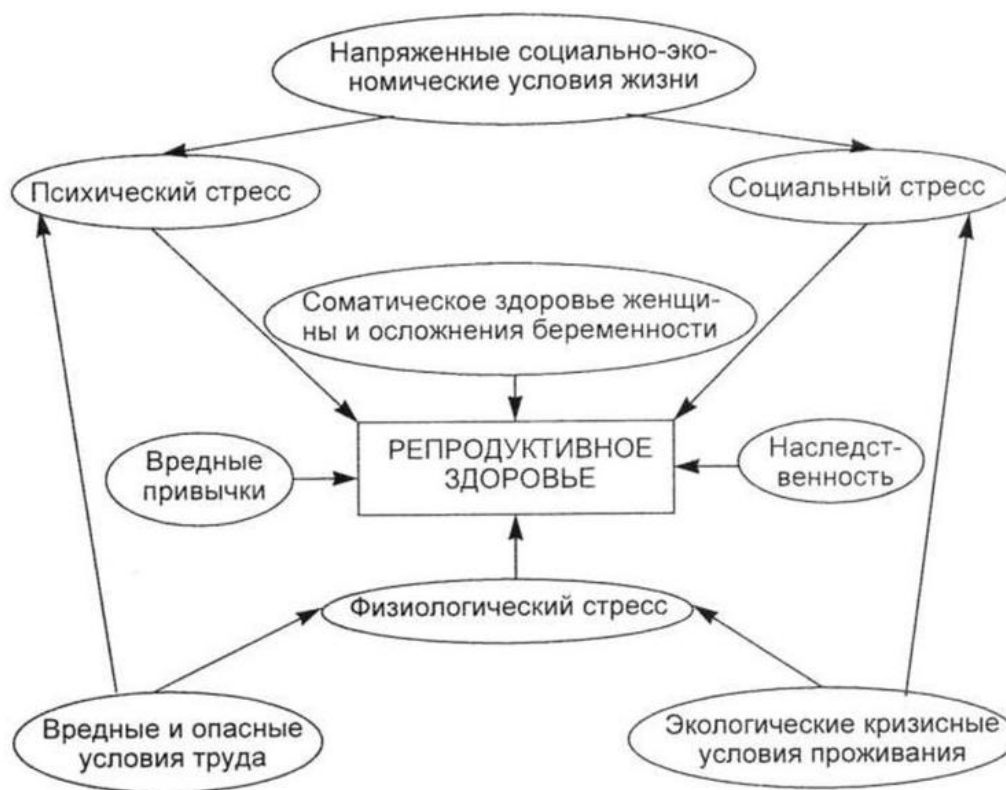 Напряженные социально-эко-
номические условия жизни
Психический стресс
Социальный стресс
Соматическое здоровье женщи-
ны и осложнения беременности
Вредные
привычки
РЕПРОДУКТИВНОЕ
ЗДОРОВЬЕ
Наследст-
венность
Физиологический стресс
Вредные и опасные
условия труда
Экологические кризисные
условия проживания